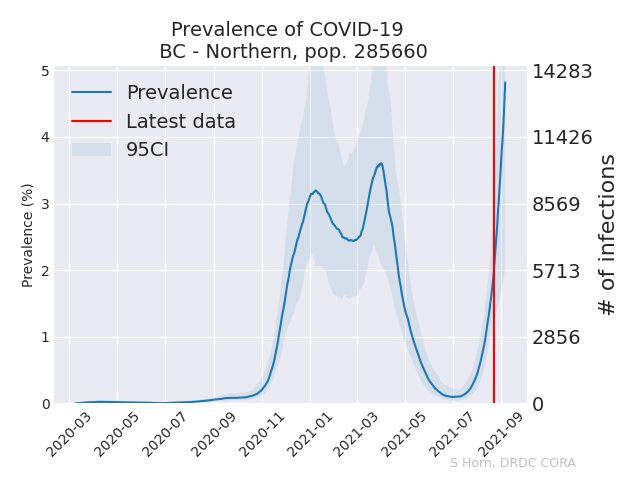 Prevalence of COVID-19
BC - Northern, pop. 285660
Prevalence
Latest data
95CI
Prevalence (%)
5
4
3
2
1
0
14283
11426
8569
5713
2856
0
# of infections
2020-03
2020-05
2020-07
2020-09
2020-11
2021-01
2021-03
2021-05
2021-07
2021-09
S Horn, DRDC CORA